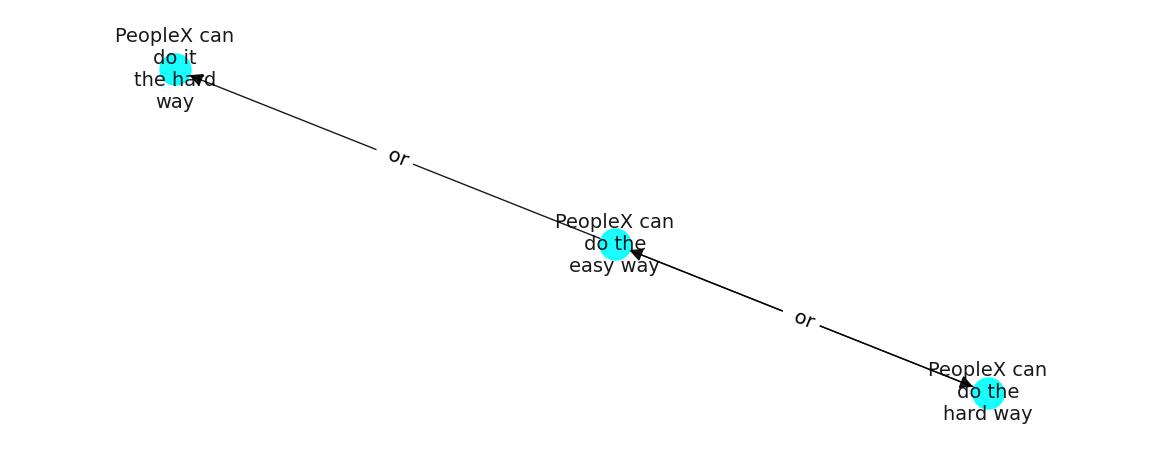 PeopleX can
do it
the hard
way
or
PeopleX can
do the
easy way
or
PeopleX can
do the
hard way